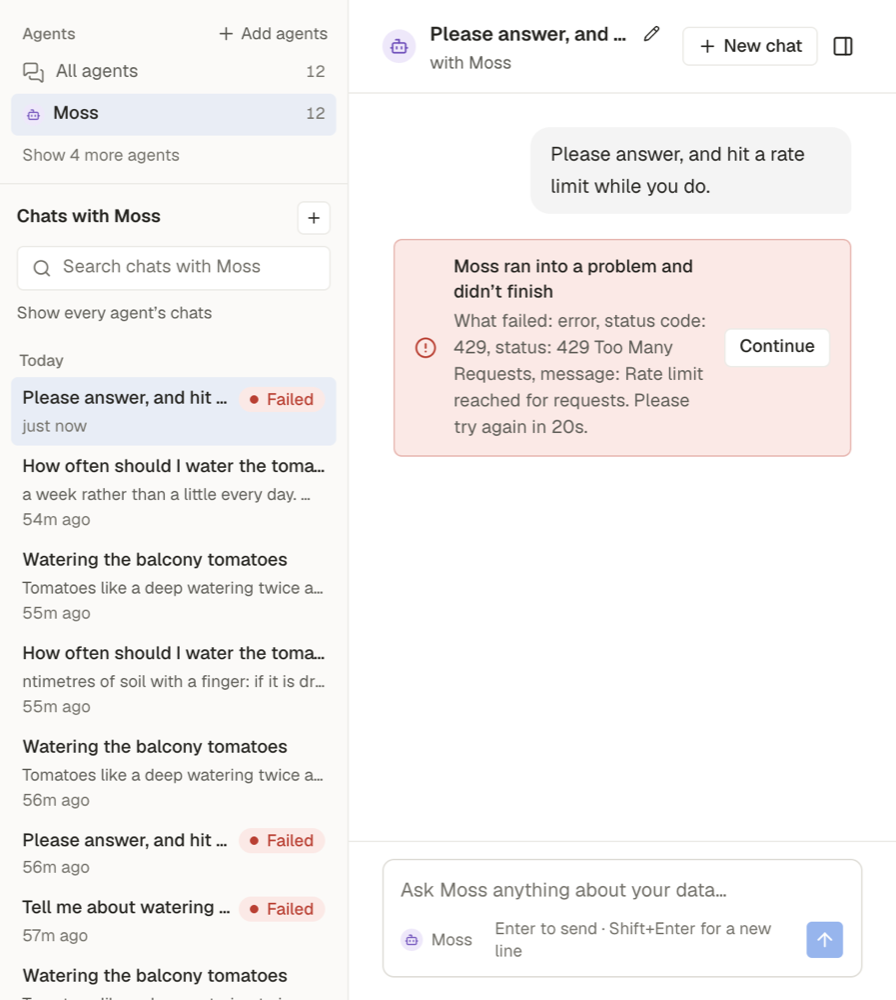 Agents
+ Add agents
All agents 12
Moss 12
Show 4 more agents
Chats with Moss
+
Search chats with Moss
Show every agent’s chats
Today
Please answer, and hit ... Failed
just now
How often should I water the toma...
a week rather than a little every day. ...
54m ago
Watering the balcony tomatoes
Tomatoes like a deep watering twice a...
55m ago
How often should I water the toma...
ntimetres of soil with a finger: if it is dr...
55m ago
Watering the balcony tomatoes
Tomatoes like a deep watering twice a...
56m ago
Please answer, and hit ... Failed
56m ago
Tell me about watering ... Failed
57m ago
Watering the balcony tomatoes
Please answer, and ...
with Moss
+ New chat
Please answer, and hit a rate
limit while you do.
Moss ran into a problem and
didn’t finish
What failed: error, status code:
429, status: 429 Too Many
Requests, message: Rate limit
reached for requests. Please
try again in 20s.
Continue
Ask Moss anything about your data...
Moss
Enter to send · Shift+Enter for a new
line